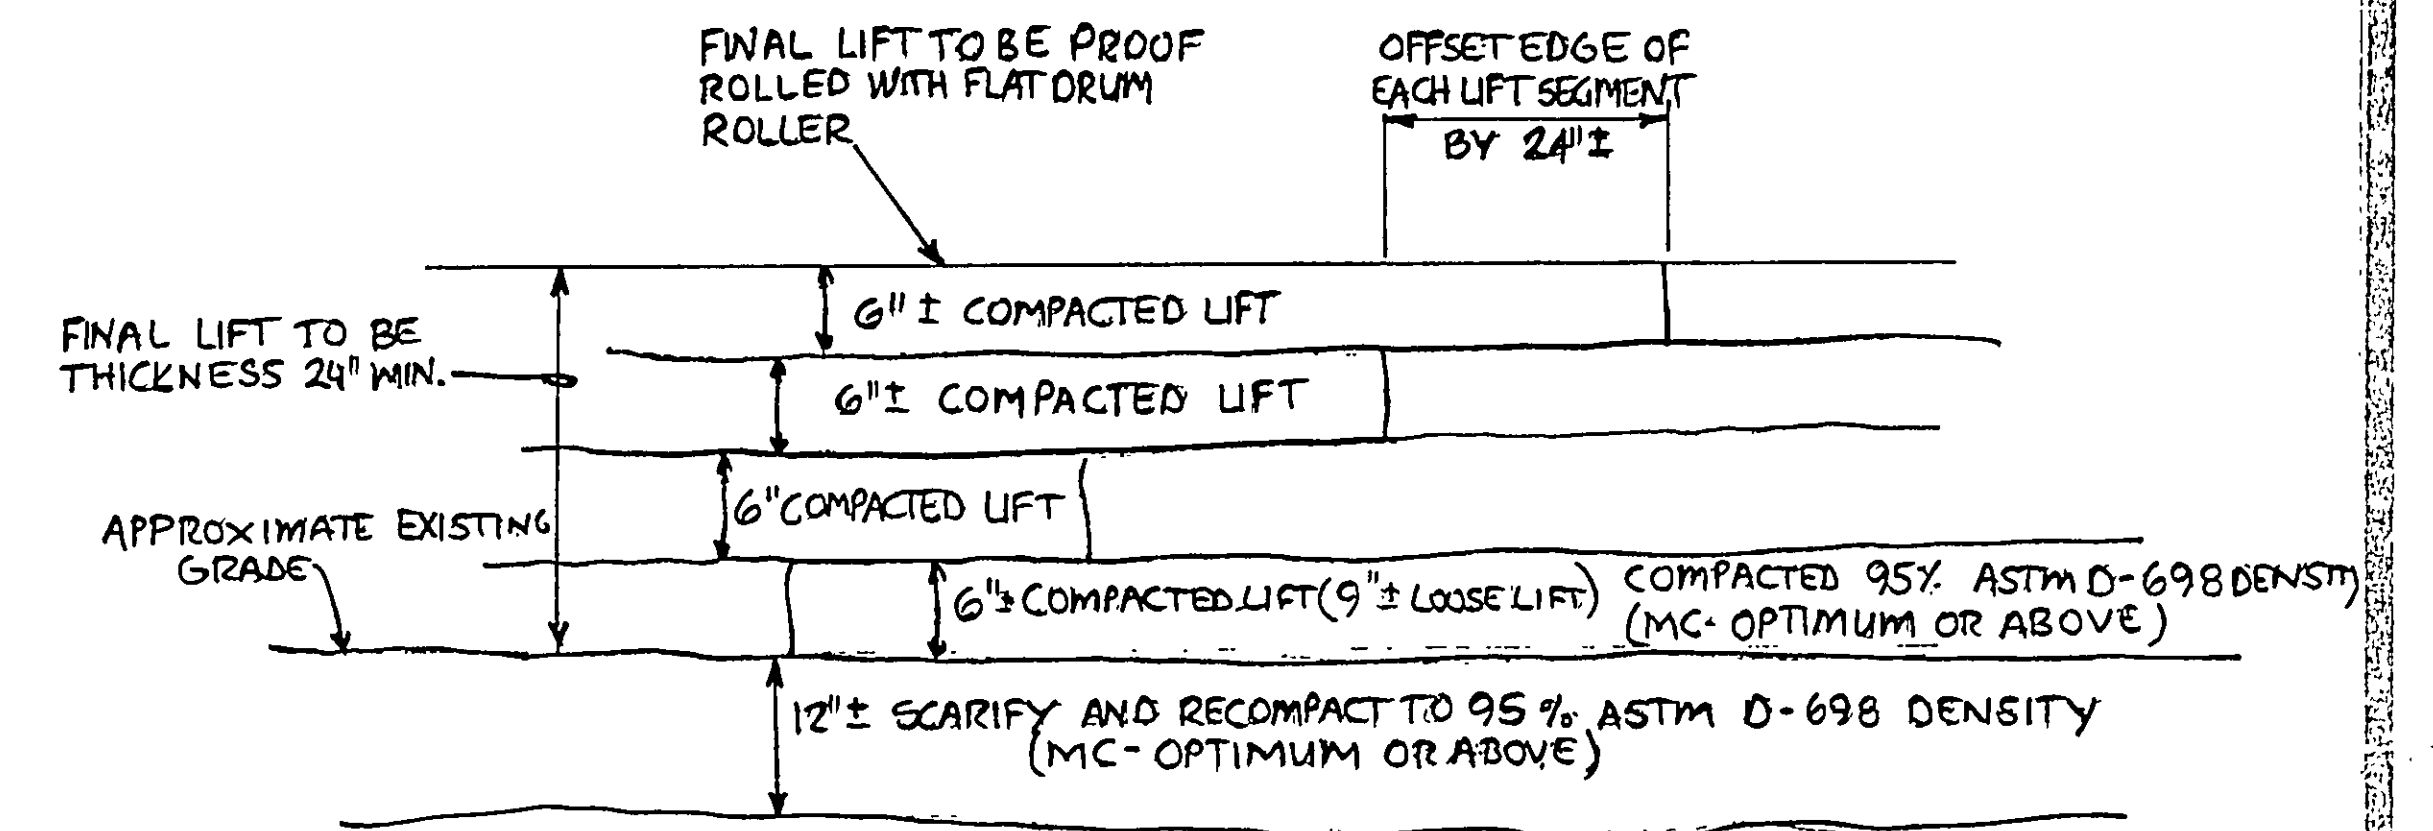 FINAL LIFT TO BE PROOF
ROLLED WITH FLAT DRUM
ROLLER
OFFSET EDGE OF
EACH LIFT SEGMENT
BY 24"±
6"± COMPACTED LIFT
FINAL LIFT TO BE
THICKNESS 24" MIN.
6"± COMPACTED LIFT
6" COMPACTED LIFT
APPROXIMATE EXISTING
GRADE
6"± COMPACTED LIFT (9"± LOOSE LIFT)
COMPACTED 95% ASTM D-698 DENSITY
(MC- OPTIMUM OR ABOVE)
12"± SCARIFY AND RECOMPACT TO 95% ASTM D-698 DENSITY
(MC- OPTIMUM OR ABOVE)